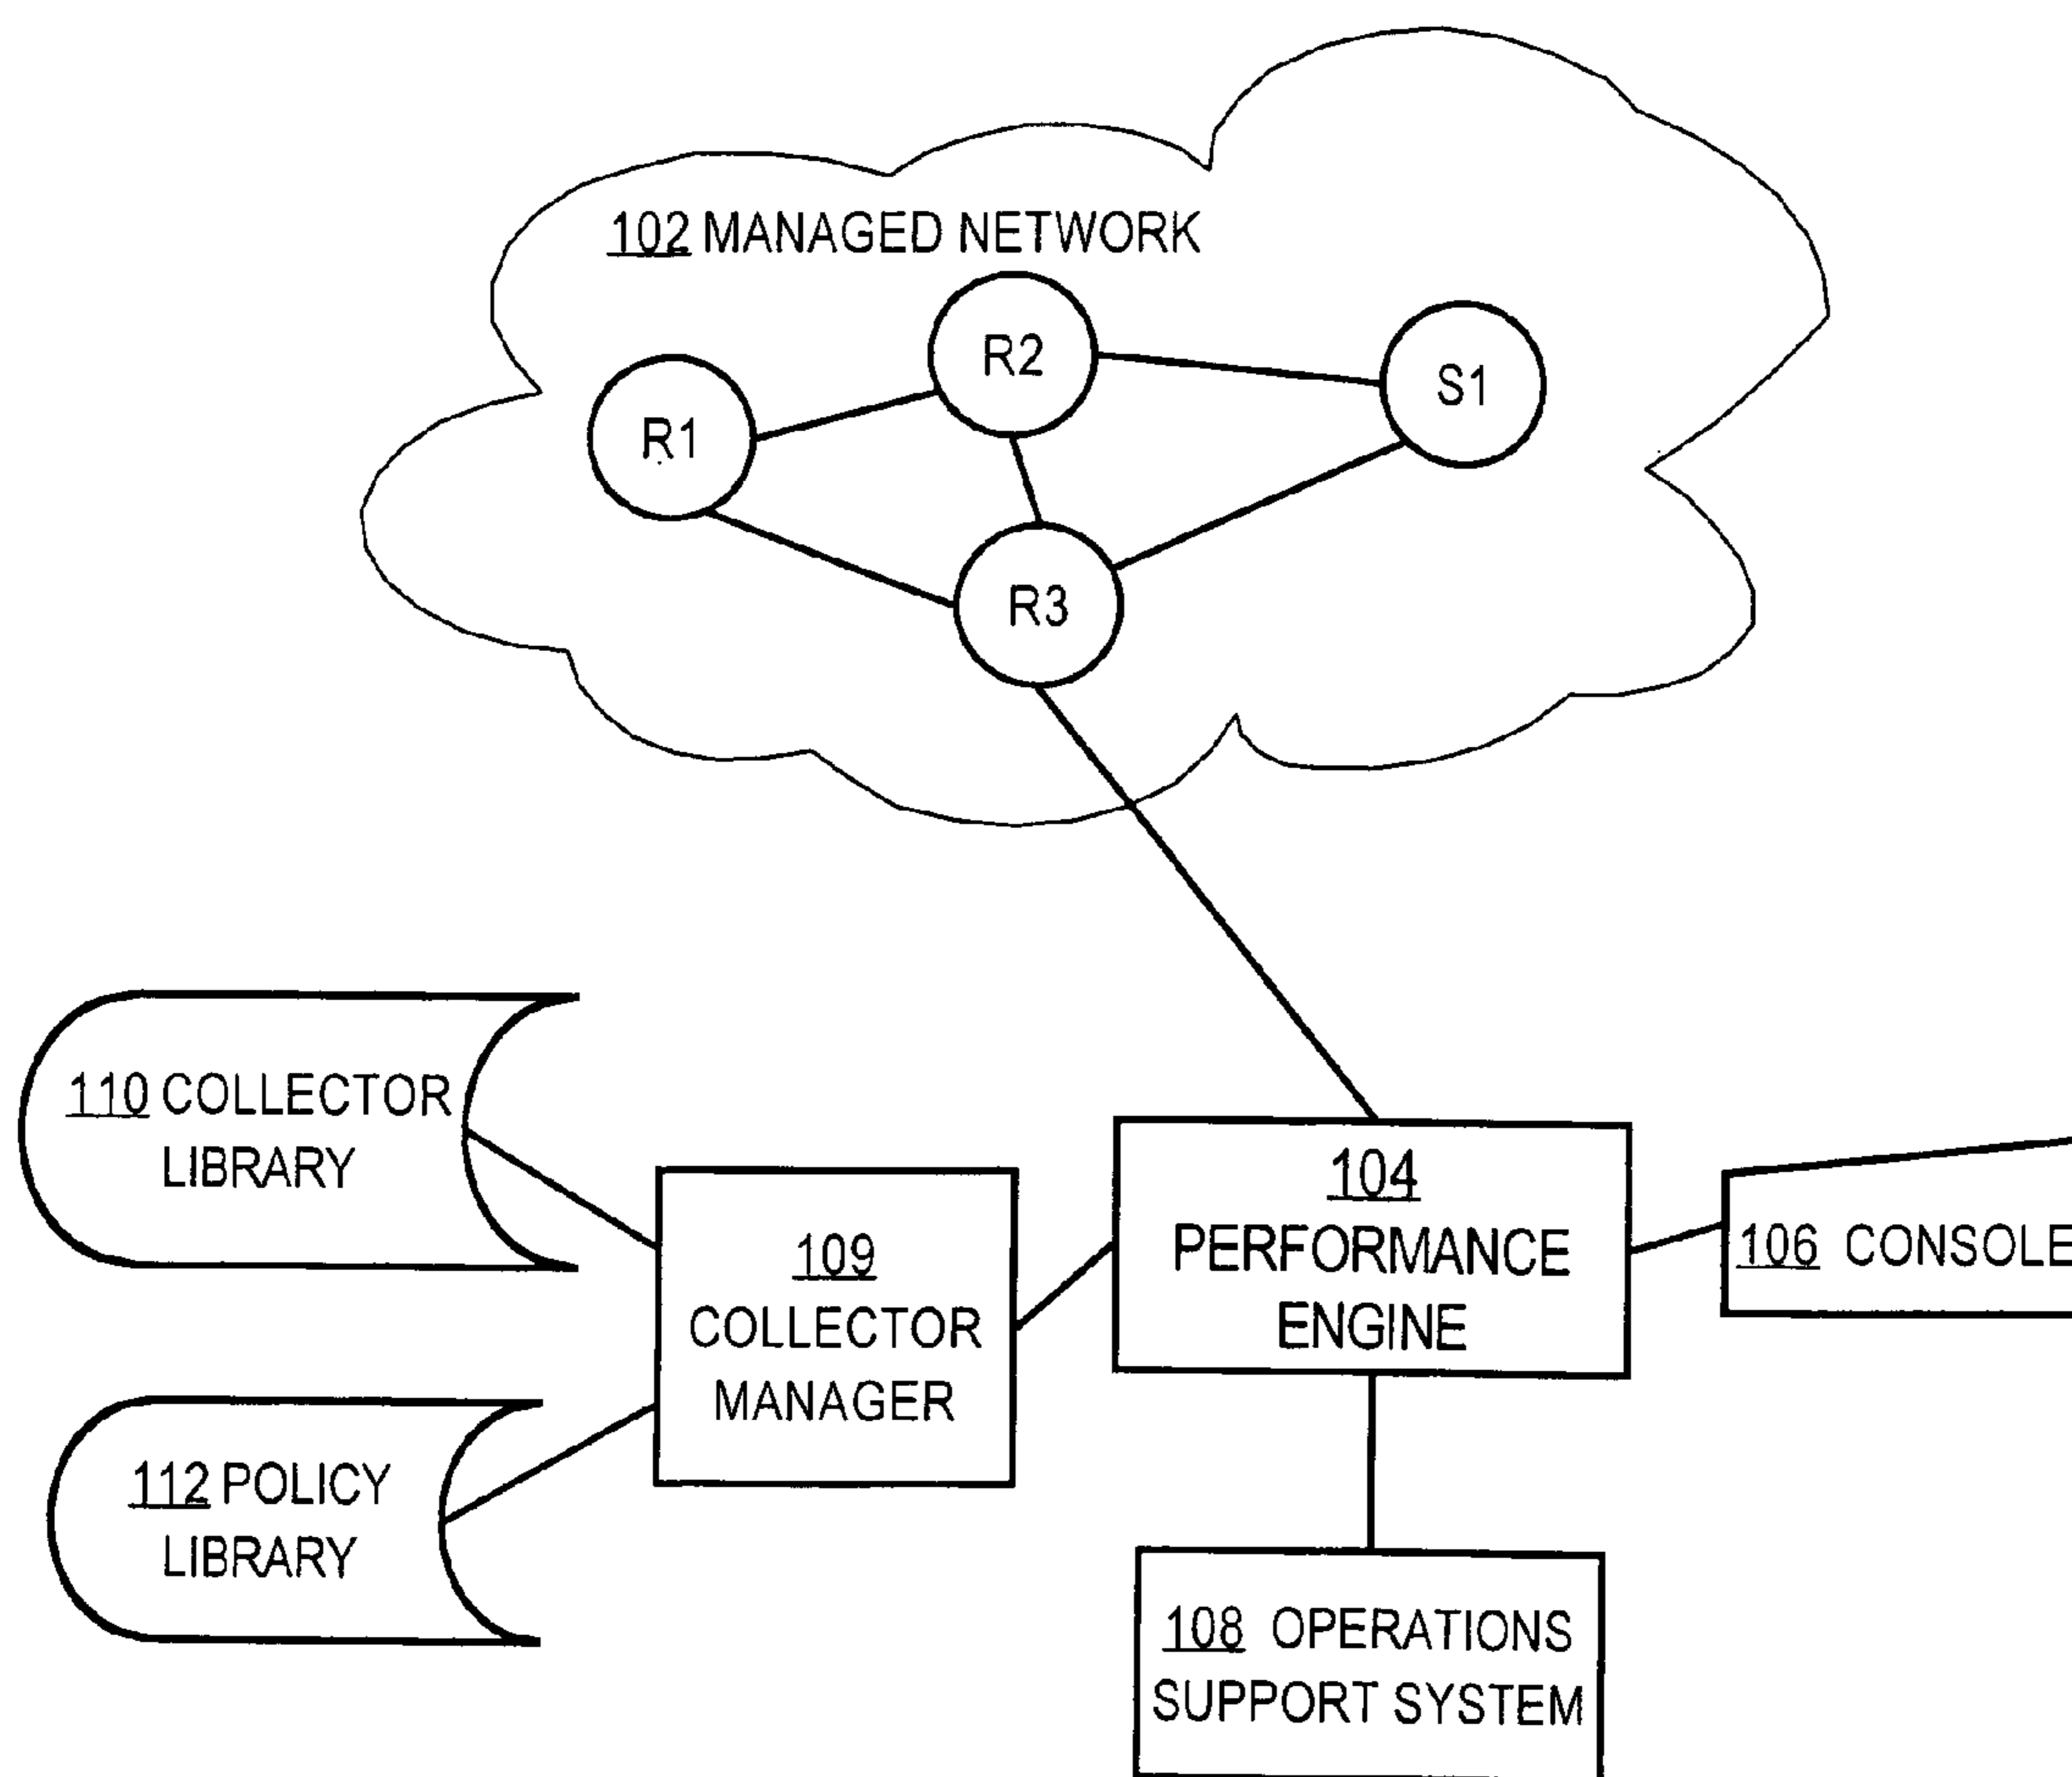 102 MANAGED NETWORK
R2
S1
R1
R3
110 COLLECTOR
LIBRARY
104
PERFORMANCE
ENGINE
106 CONSOLE
109
COLLECTOR
MANAGER
112 POLICY
LIBRARY
108 OPERATIONS
SUPPORT SYSTEM